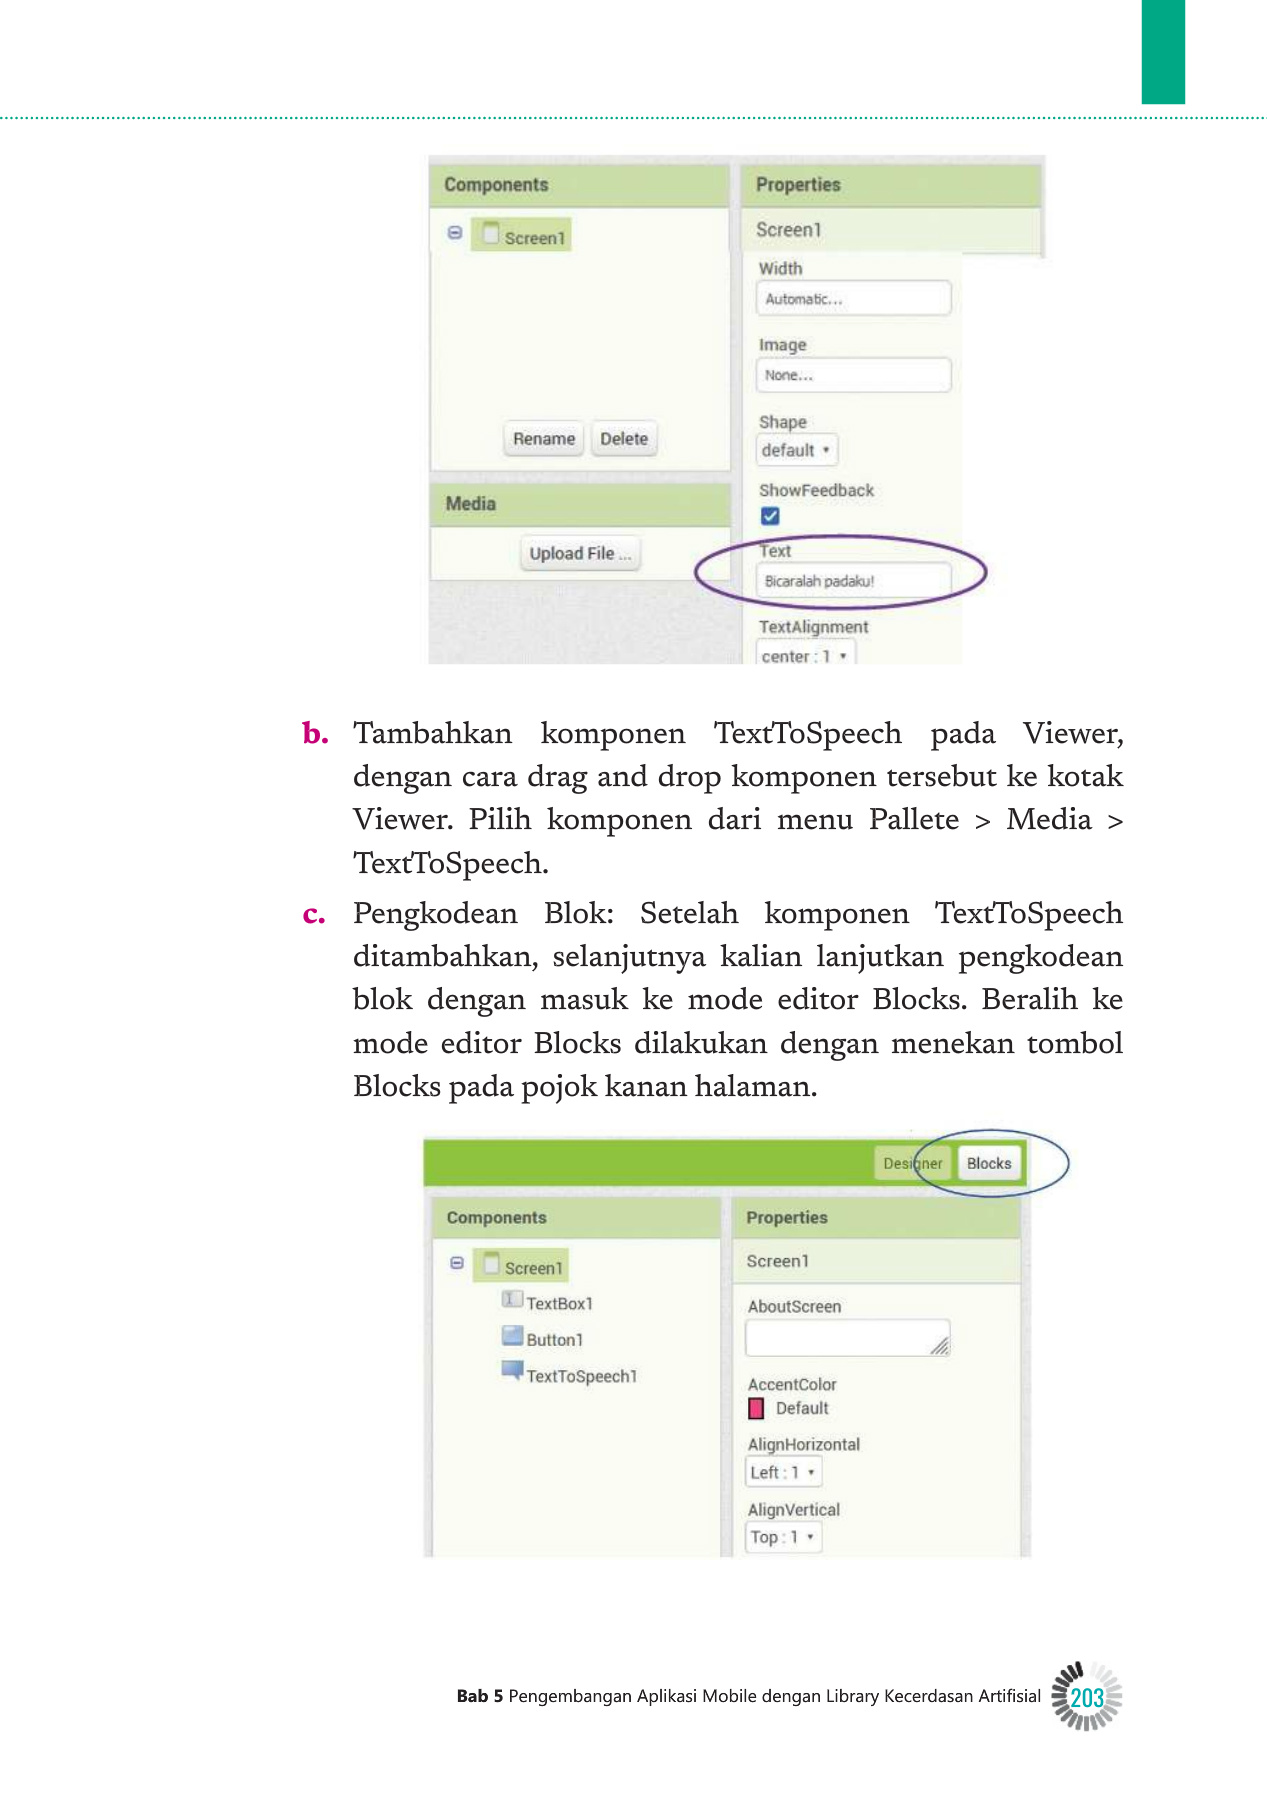 Components
Screen1
Rename Delete
Media
Upload File ...
Properties
Screen1
Width
Automatic...
Image
None...
Shape
default
ShowFeedback
Text
Bicaralah padaku!
TextAlignment
center : 1
b. Tambahkan komponen TextToSpeech pada Viewer,
dengan cara drag and drop komponen tersebut ke kotak
Viewer. Pilih komponen dari menu Pallete > Media >
TextToSpeech.
c. Pengkodean Blok: Setelah komponen TextToSpeech
ditambahkan, selanjutnya kalian lanjutkan pengkodean
blok dengan masuk ke mode editor Blocks. Beralih ke
mode editor Blocks dilakukan dengan menekan tombol
Blocks pada pojok kanan halaman.
Designer Blocks
Components
Screen1
TextBox1
Button1
TextToSpeech1
Properties
Screen1
AboutScreen
AccentColor
Default
AlignHorizontal
Left : 1
AlignVertical
Top : 1
Bab 5 Pengembangan Aplikasi Mobile dengan Library Kecerdasan Artifisial 203